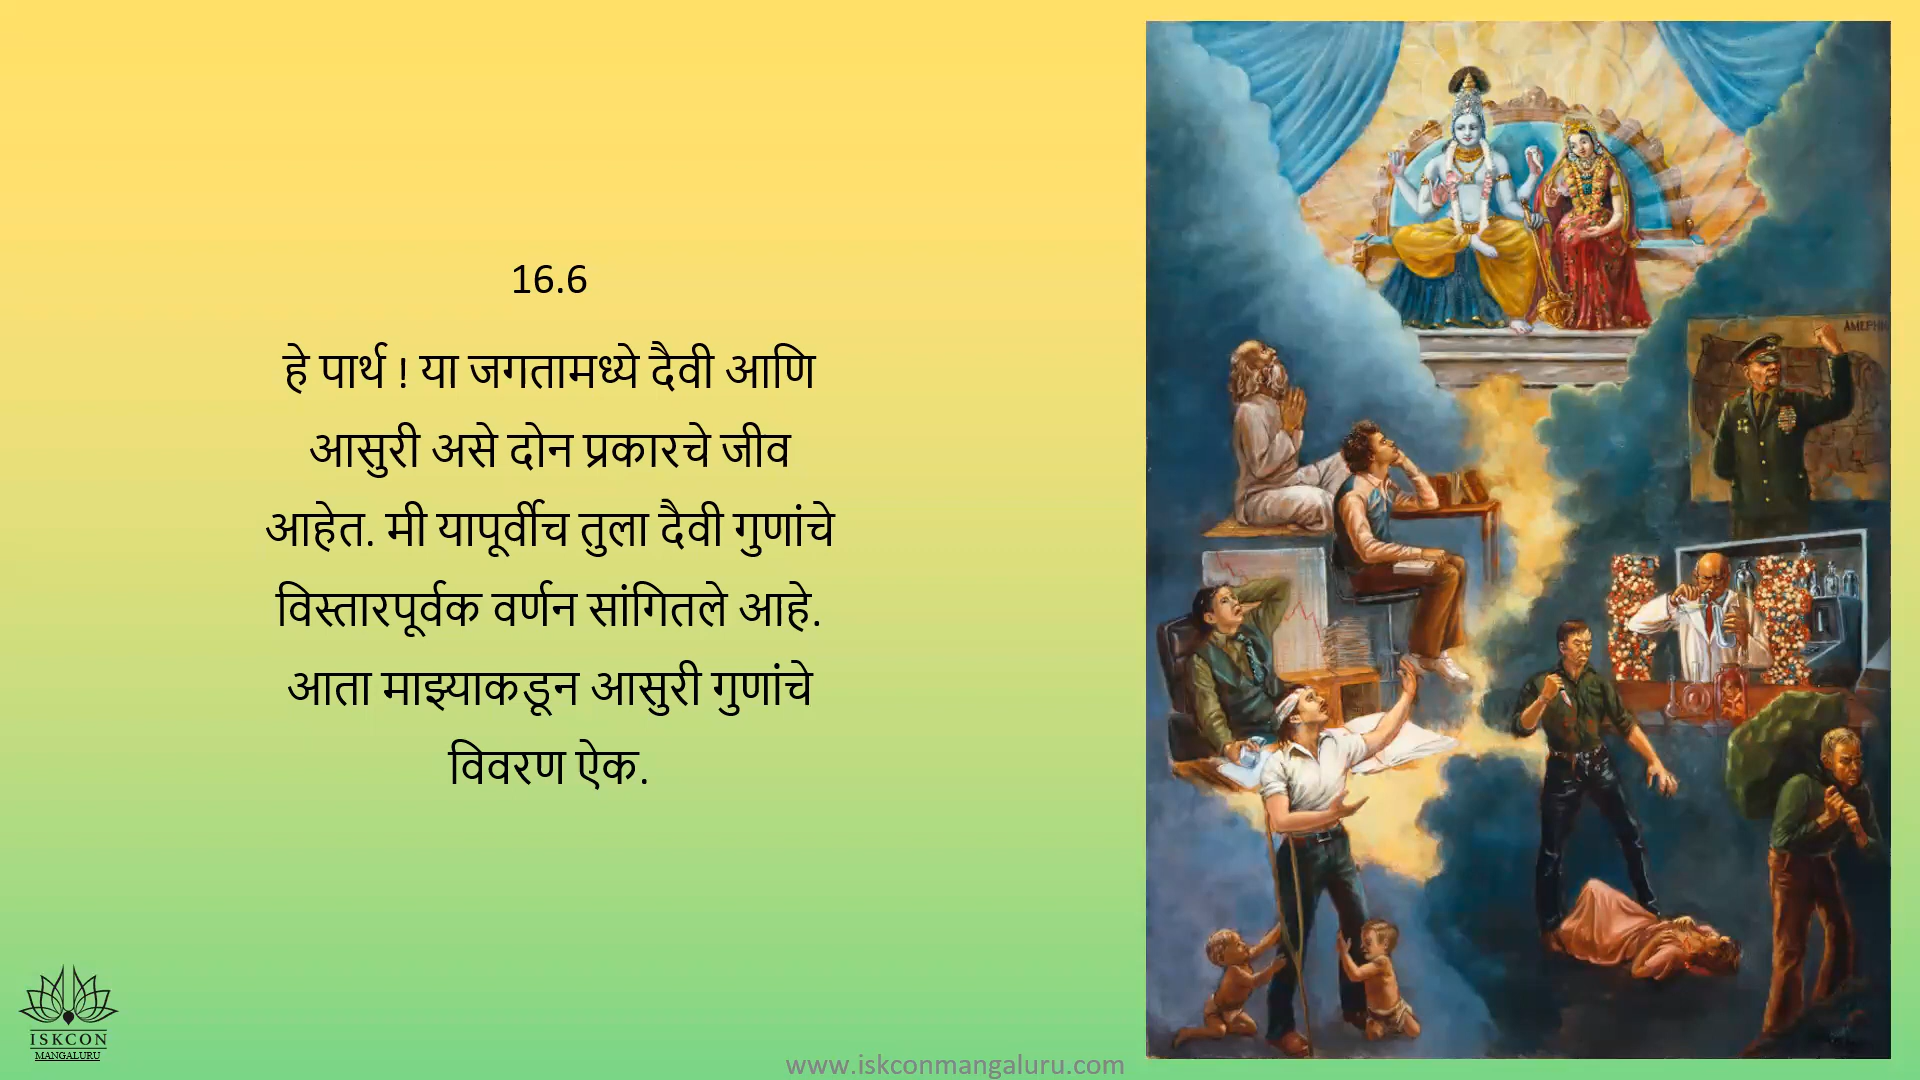 16.6
हे पार्थ ! या जगतामध्ये दैवी आणि
आसुरी असे दोन प्रकारचे जीव
आहेत. मी यापूर्वीच तुला दैवी गुणांचे
विस्तारपूर्वक वर्णन सांगितले आहे.
आता माझ्याकडून आसुरी गुणांचे
विवरण ऐक.
ISKCON
MANGALURU
www.iskconmangaluru.com